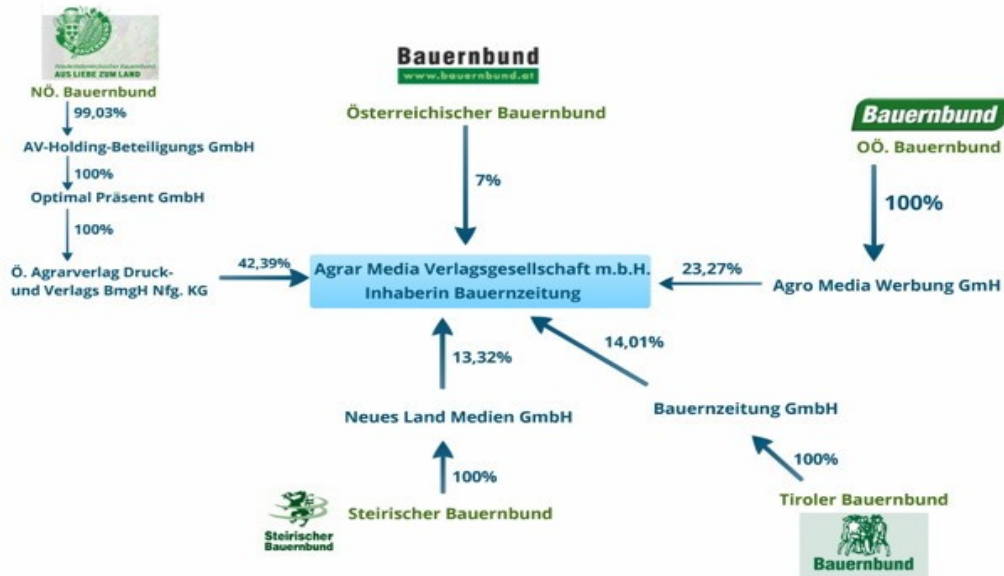 AUS LIEBE ZUM LAND
NÖ. Bauernbund
99,03%
AV-Holding-Beteiligungs GmbH
100%
Optimal Präsent GmbH
100%
Ö. Agrarverlag Druck-
und Verlags BmgH Nfg. KG
42,39%
Bauernbund
www.bauernbund.at
Österreichischer Bauernbund
7%
Bauernbund
OÖ. Bauernbund
100%
Agro Media Werbung GmH
23,27%
Agrar Media Verlagsgesellschaft m.b.H.
Inhaberin Bauernzeitung
13,32%
Neues Land Medien GmbH
100%
Steirischer Bauernbund
Steirischer
Bauernbund
14,01%
Bauernzeitung GmbH
100%
Tiroler Bauernbund
Bauernbund